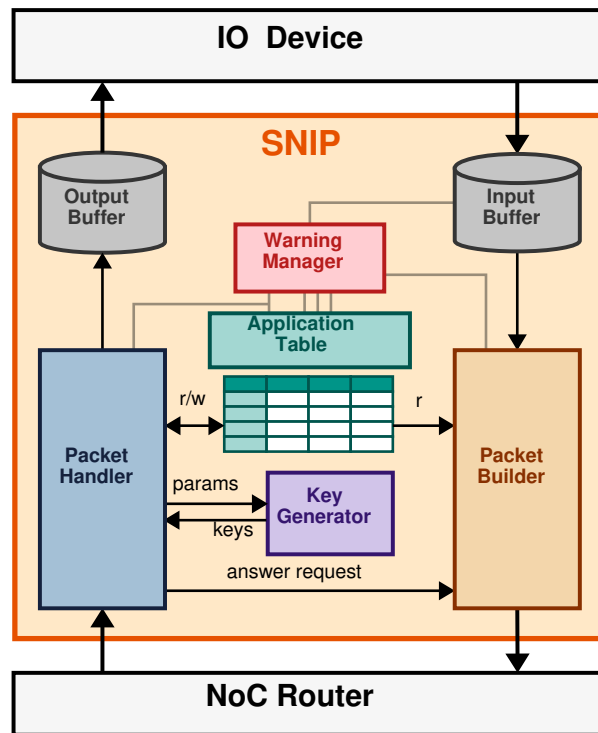 IO Device
SNIP
Output
Buffer
Input
Buffer
Warning
Manager
Application
Table
r/w
r
Packet
Handler
Packet
Builder
params
Key
Generator
keys
answer request
NoC Router